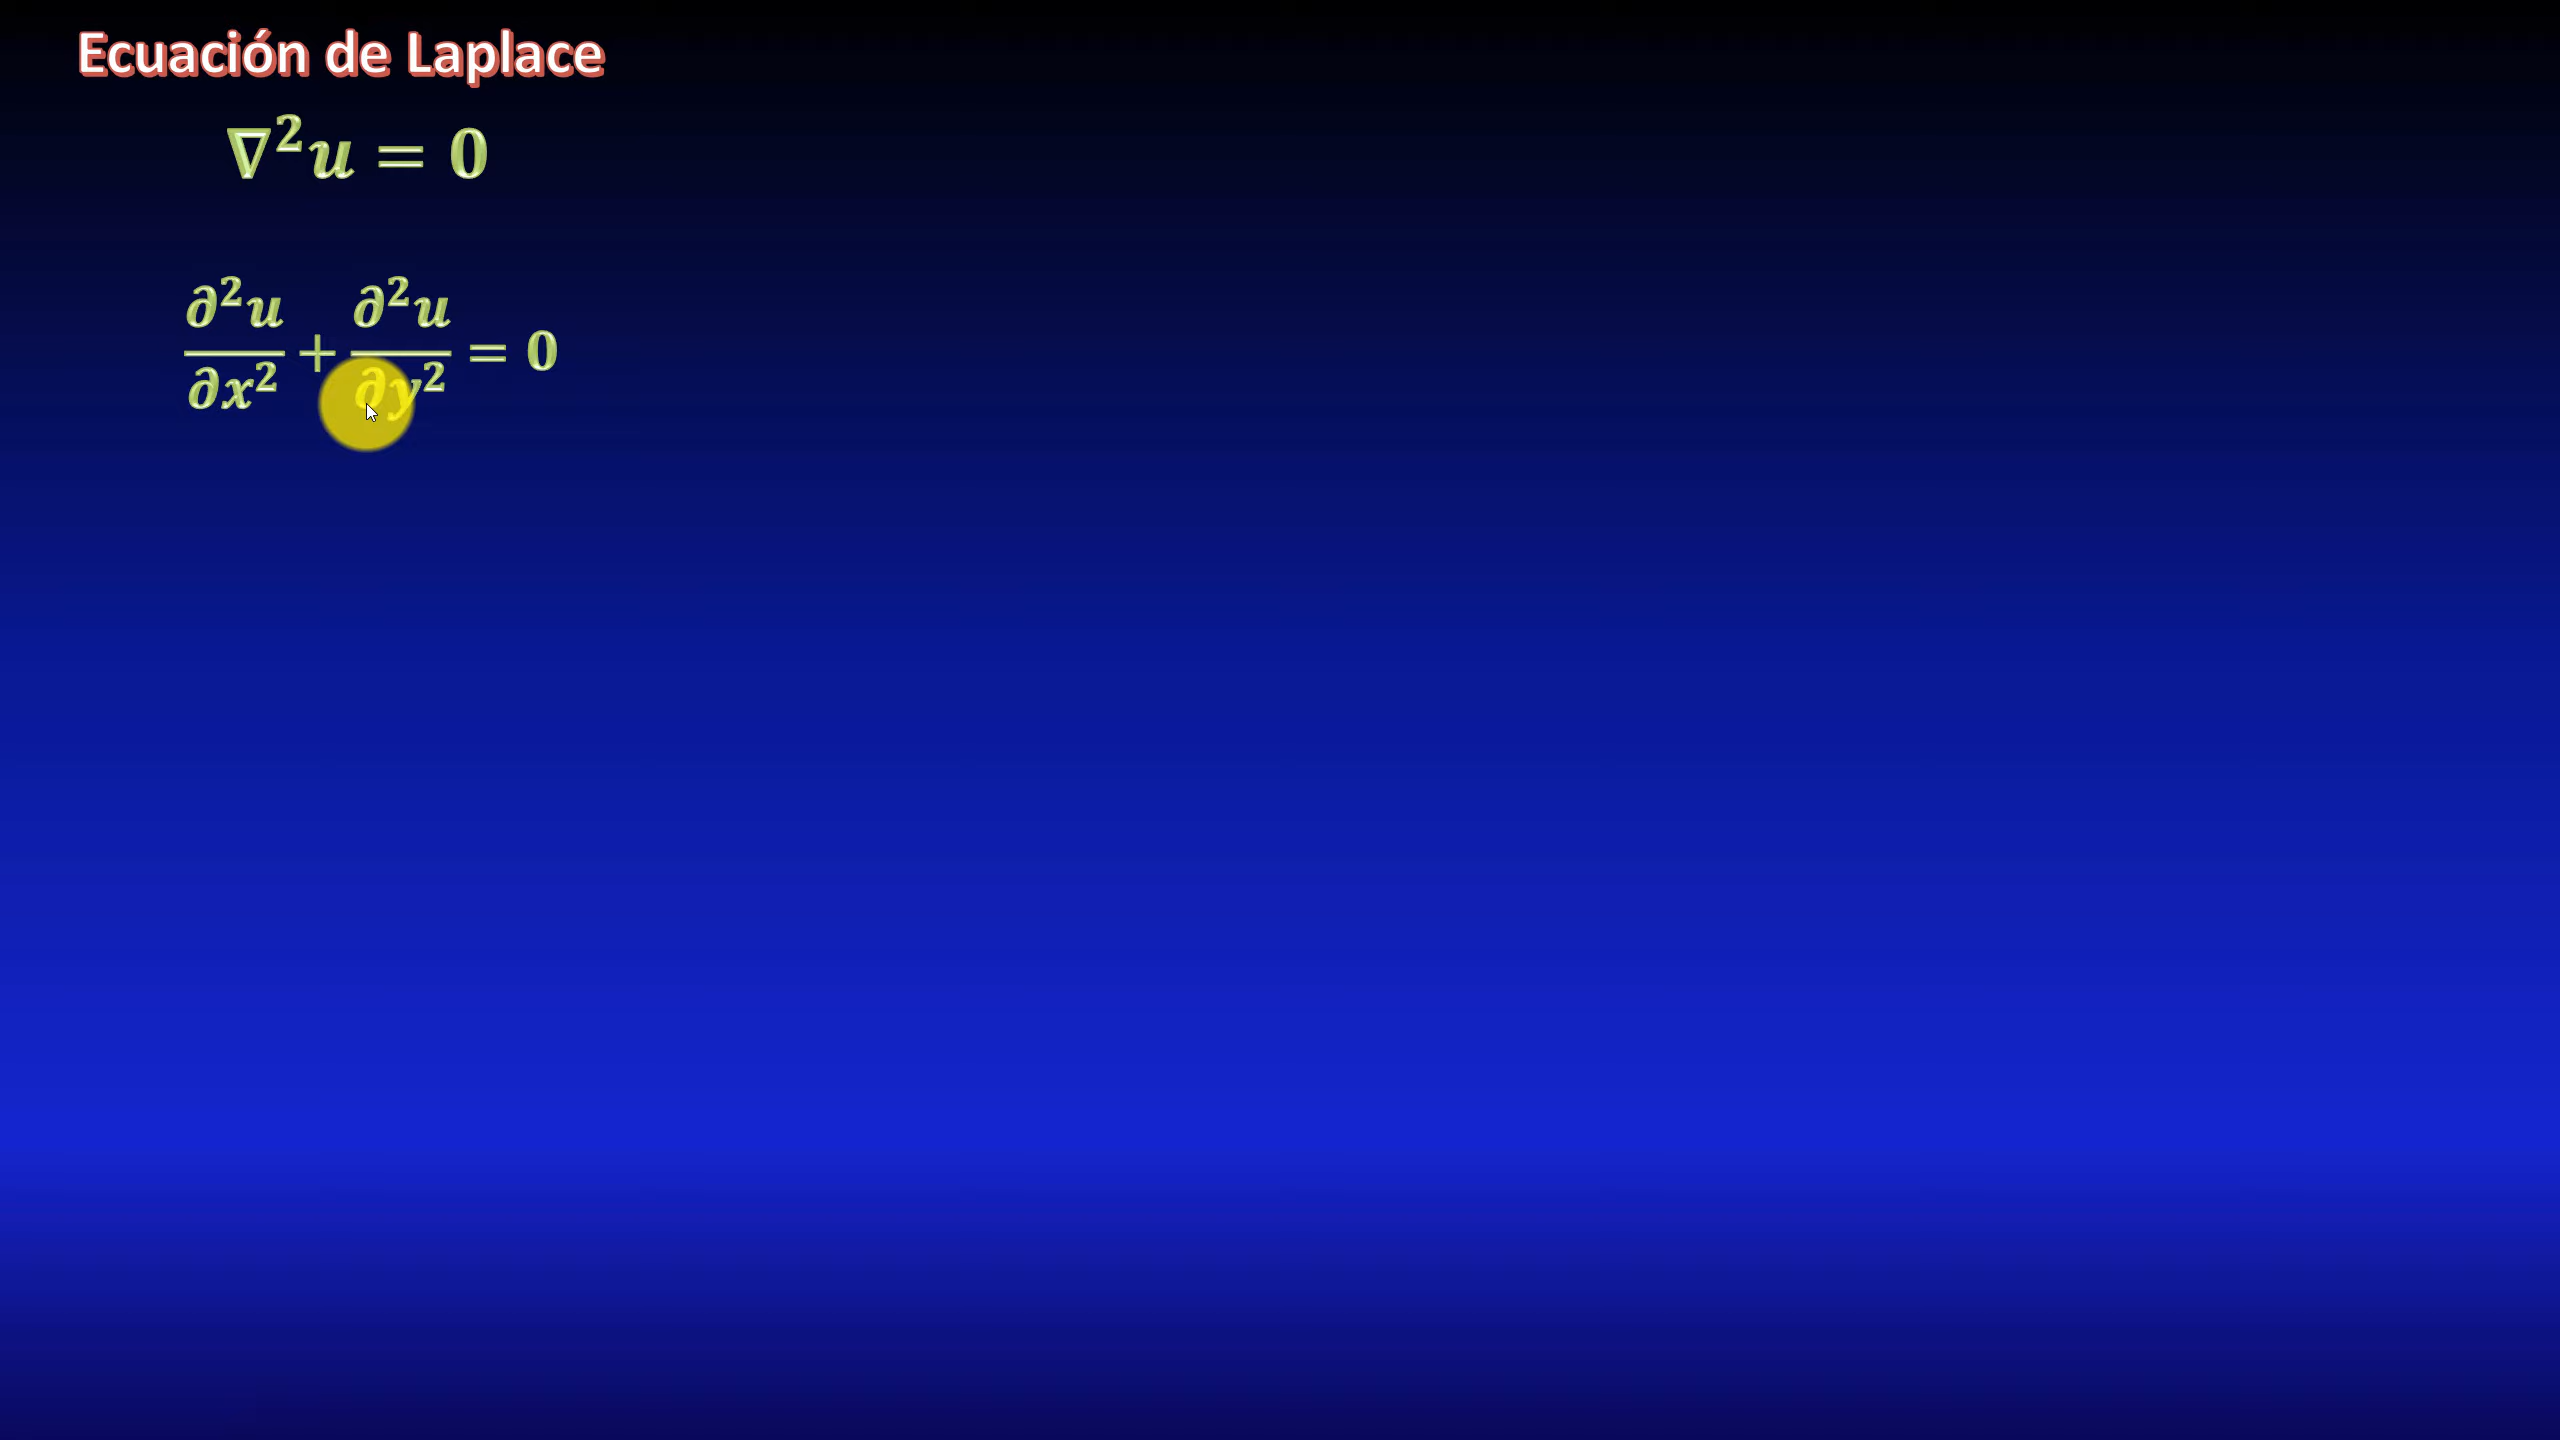 Ecuación de Laplace
∇²u = 0
∂²u/∂x² + ∂²u/∂y² = 0